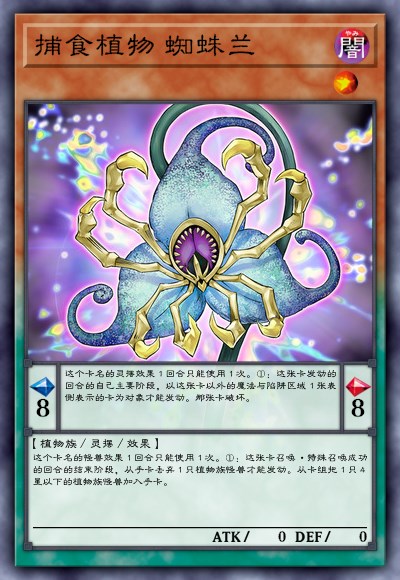 捕食植物 蜘蛛兰
やみ
闇
这个卡名的灵摆效果1回合只能使用1次。①:这张卡发动的
回合的自己主要阶段,以这张卡以外的魔法与陷阱区域1张表
侧表示的卡为对象才能发动。那张卡破坏。
8
8
【植物族/灵摆/效果】
这个卡名的怪兽效果1回合只能使用1次。①:这张卡召唤·特殊召唤成功
的回合的结束阶段,从手卡丢弃1只植物族怪兽才能发动。从卡组把1只4
星以下的植物族怪兽加入手卡。
ATK/ 0 DEF/ 0